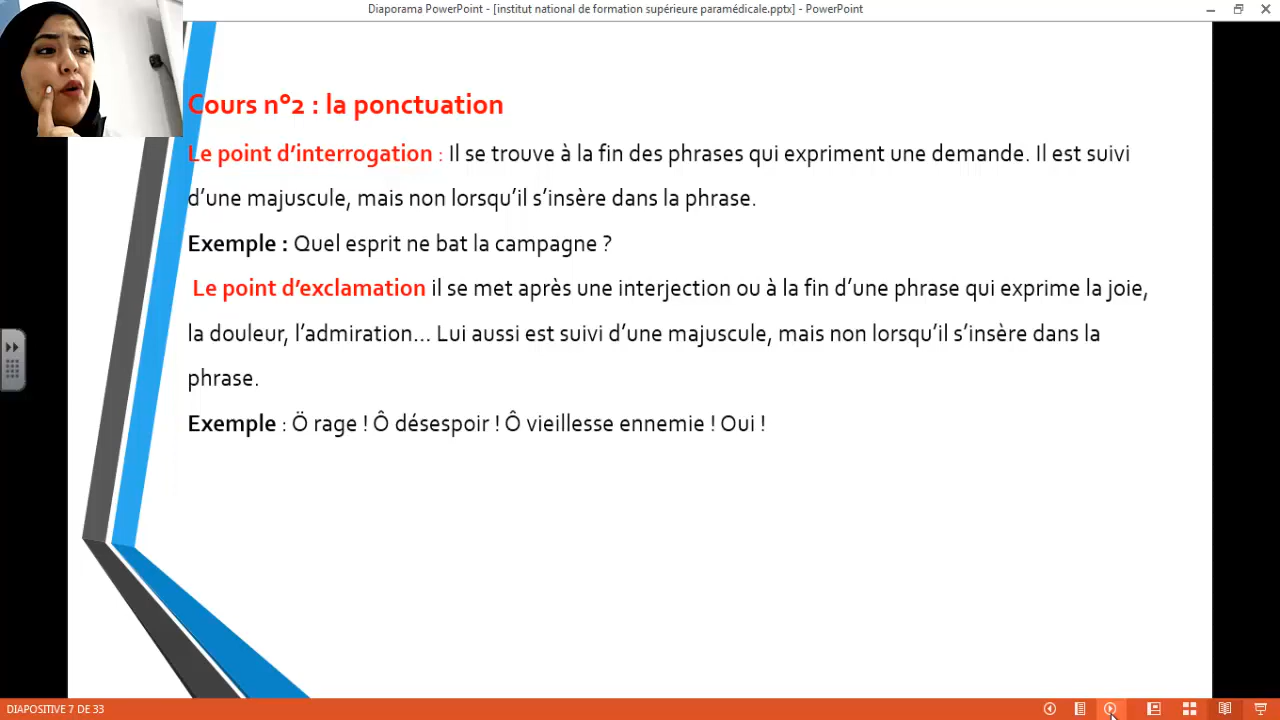 Diaporama PowerPoint - [institut national de formation supérieure paramédicale.pptx] - PowerPoint
Cours n°2 : la ponctuation
Le point d’interrogation : Il se trouve à la fin des phrases qui expriment une demande. Il est suivi
d’une majuscule, mais non lorsqu’il s’insère dans la phrase.
Exemple : Quel esprit ne bat la campagne ?
Le point d’exclamation il se met après une interjection ou à la fin d’une phrase qui exprime la joie,
la douleur, l’admiration... Lui aussi est suivi d’une majuscule, mais non lorsqu’il s’insère dans la
phrase.
Exemple : Ö rage ! Ô désespoir ! Ô vieillesse ennemie ! Oui !
DIAPOSITIVE 7 DE 33